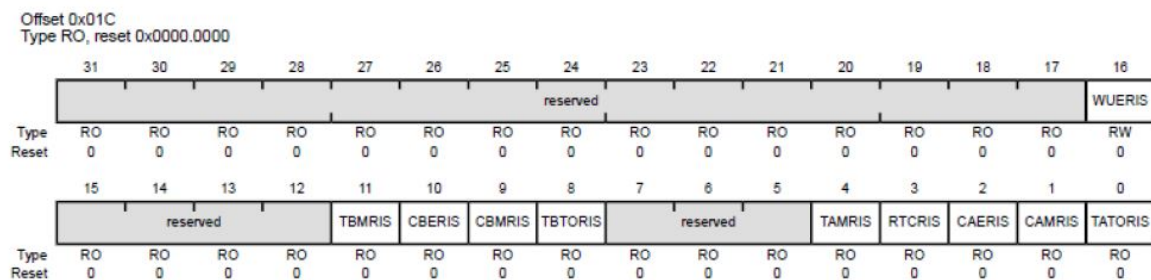 Offset 0x01C
Type RO, reset 0x0000.0000
31 30 29 28 27 26 25 24 23 22 21 20 19 18 17 16
reserved WUERIS
Type RO RO RO RO RO RO RO RO RO RO RO RO RO RO RO RW
Reset 0 0 0 0 0 0 0 0 0 0 0 0 0 0 0 0
15 14 13 12 11 10 9 8 7 6 5 4 3 2 1 0
reserved TBMRIS CBERIS CBMRIS TBTORIS reserved TAMRIS RTCRIS CAERIS CAMRIS TATORIS
Type RO RO RO RO RO RO RO RO RO RO RO RO RO RO RO RO
Reset 0 0 0 0 0 0 0 0 0 0 0 0 0 0 0 0